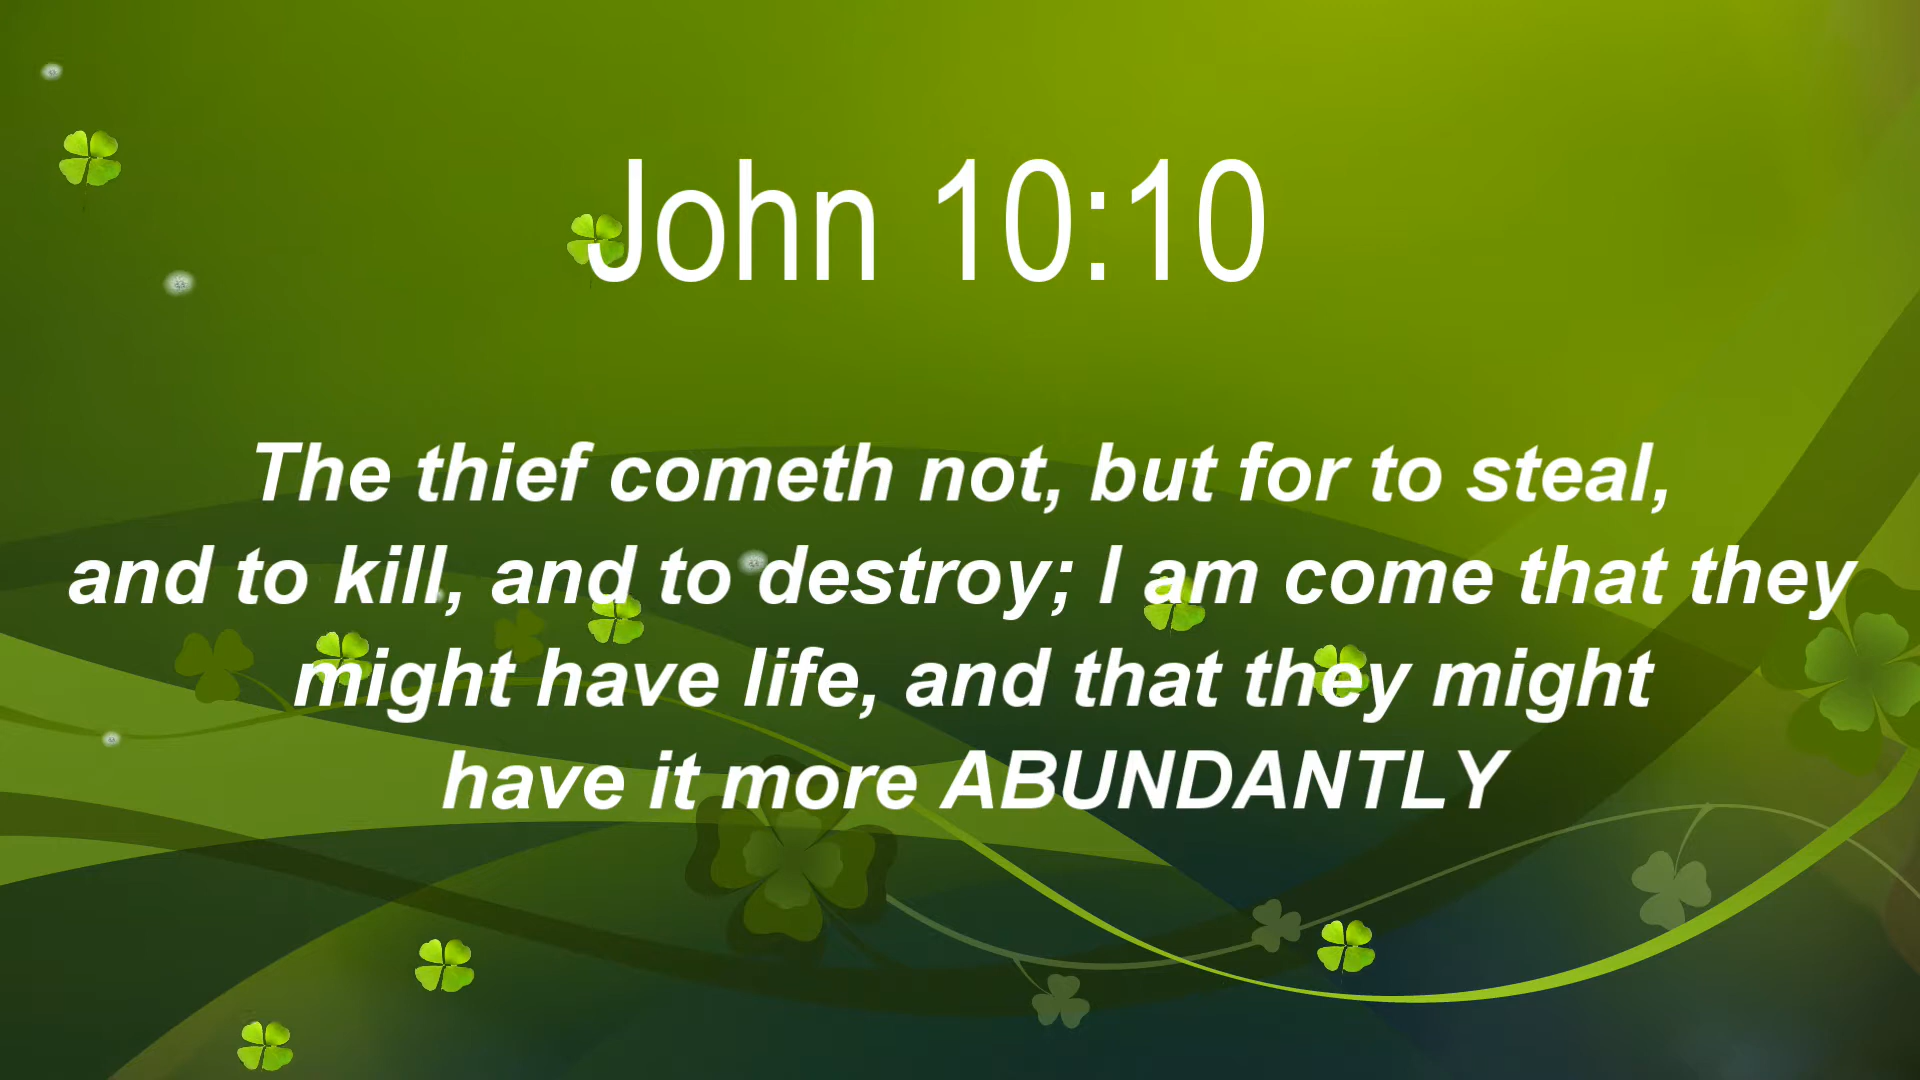 John 10:10
The thief cometh not, but for to steal,
and to kill, and to destroy; I am come that they
might have life, and that they might
have it more ABUNDANTLY